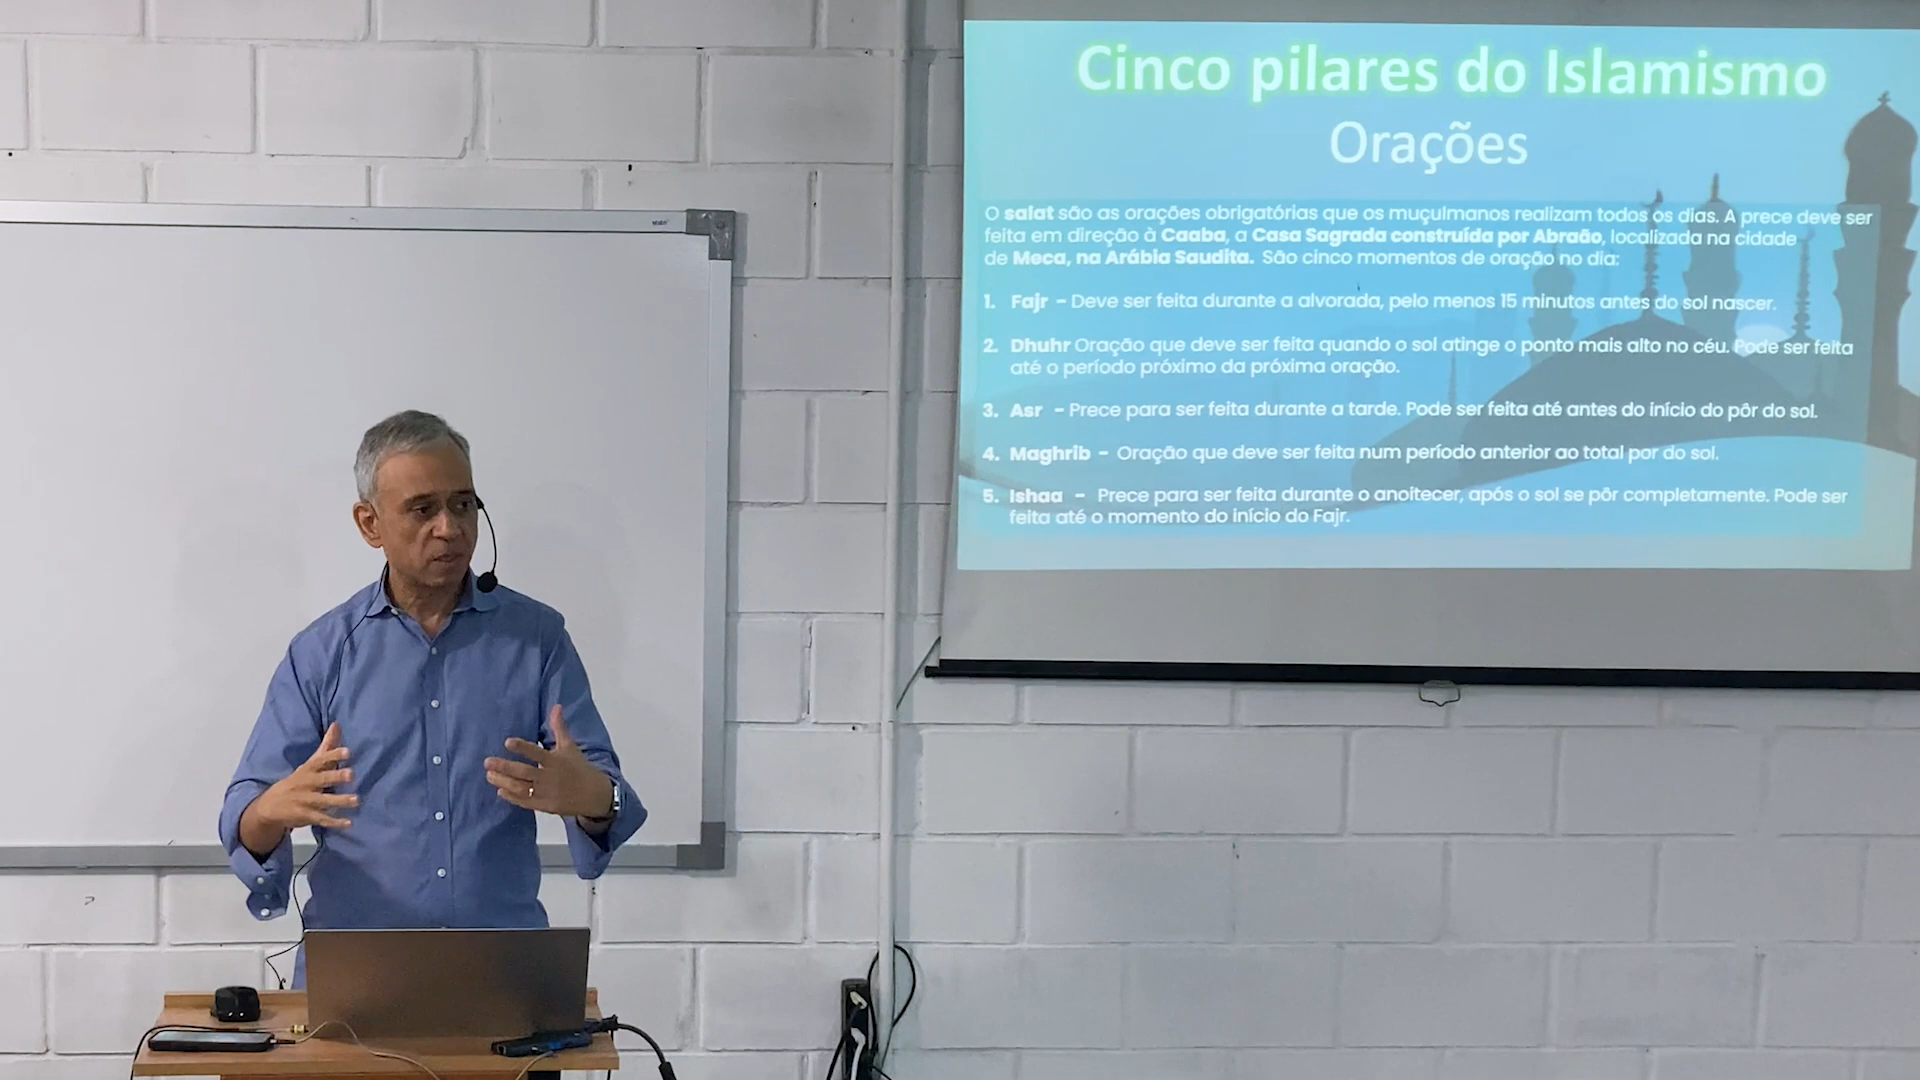 Cinco pilares do Islamismo
Orações
O salat são as orações obrigatórias que os muçulmanos realizam todos os dias. A prece deve ser
feita em direção à Caaba, a Casa Sagrada construída por Abraão, localizada na cidade
de Meca, na Arábia Saudita. São cinco momentos de oração no dia:
1. Fajr - Deve ser feita durante a alvorada, pelo menos 15 minutos antes do sol nascer.
2. Dhuhr Oração que deve ser feita quando o sol atinge o ponto mais alto no céu. Pode ser feita
até o período próximo da próxima oração.
3. Asr - Prece para ser feita durante a tarde. Pode ser feita até antes do início do pôr do sol.
4. Maghrib - Oração que deve ser feita num período anterior ao total por do sol.
5. Ishaa - Prece para ser feita durante o anoitecer, após o sol se pôr completamente. Pode ser
feita até o momento do início do Fajr.